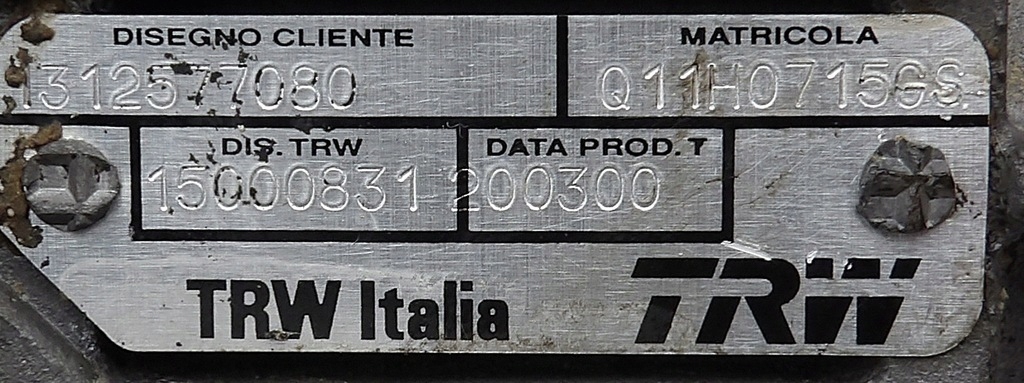 DISEGNO CLIENTE MATRICOLA
1312577080 Q11H0715GS.
DIS. TRW DATA PROD. T
15000831 200300
TRW Italia TRW